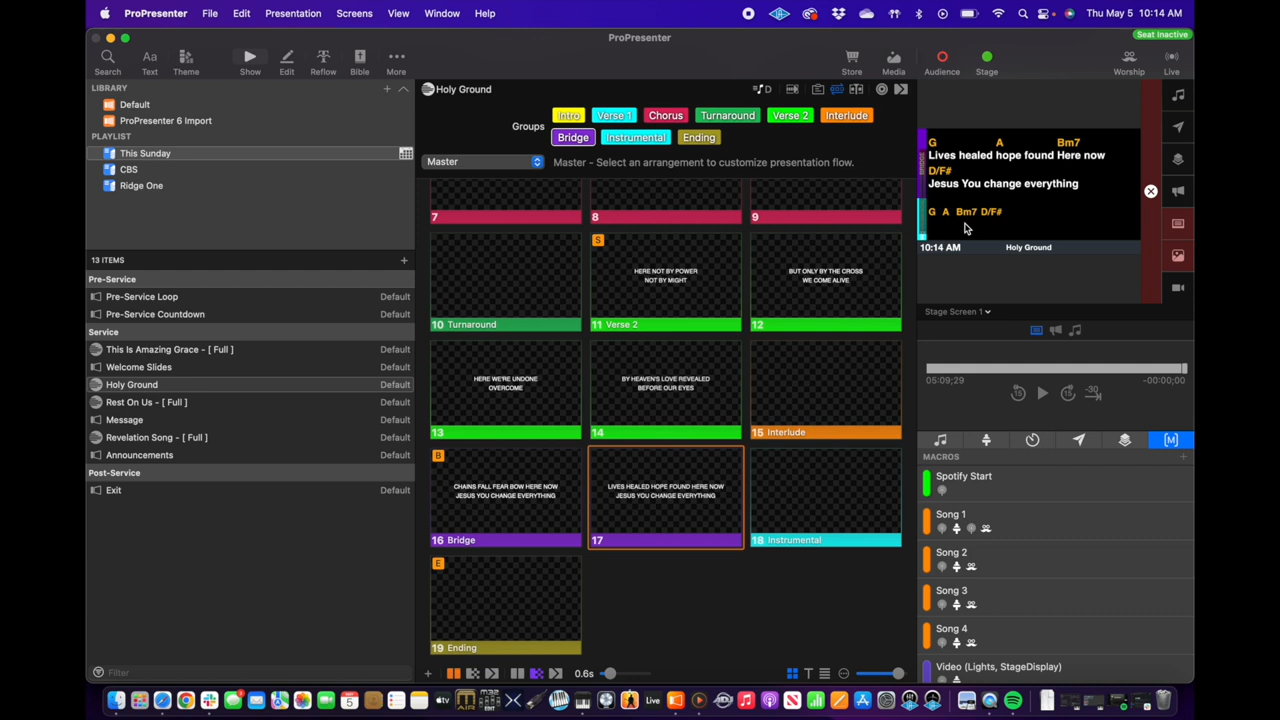 ProPresenter File Edit Presentation Screens View Window Help
Thu May 5 10:14 AM
ProPresenter
Seat Inactive
Search Text Theme Show Edit Reflow Bible More Store Media Audience Stage Worship Live
LIBRARY
Default
ProPresenter 6 Import
PLAYLIST
This Sunday
CBS
Ridge One
13 ITEMS
Pre-Service
Pre-Service Loop Default
Pre-Service Countdown Default
Service
This Is Amazing Grace - [ Full ] Default
Welcome Slides Default
Holy Ground Default
Rest On Us - [ Full ] Default
Message Default
Revelation Song - [ Full ] Default
Announcements Default
Post-Service
Exit Default
Filter
Holy Ground
D
Groups
Intro Verse 1 Chorus Turnaround Verse 2 Interlude
Bridge Instrumental Ending
Master
Master - Select an arrangement to customize presentation flow.
7 8 9
S
HERE NOT BY POWER
NOT BY MIGHT
BUT ONLY BY THE CROSS
WE COME ALIVE
10 Turnaround 11 Verse 2 12
HERE WE'RE UNDONE
OVERCOME
BY HEAVEN'S LOVE REVEALED
BEFORE OUR EYES
13 14 15 Interlude
B
CHAINS FALL FEAR BOW HERE NOW
JESUS YOU CHANGE EVERYTHING
LIVES HEALED HOPE FOUND HERE NOW
JESUS YOU CHANGE EVERYTHING
16 Bridge 17 18 Instrumental
E
19 Ending
0.6s
BRIDGE
G A Bm7
Lives healed hope found Here now
D/F#
Jesus You change everything
G A Bm7 D/F#
10:14 AM Holy Ground
Stage Screen 1
06:09;29 -00:00;00
15 15 -30
[M]
MACROS
Spotify Start
Song 1
Song 2
Song 3
Song 4
Video (Lights, StageDisplay)